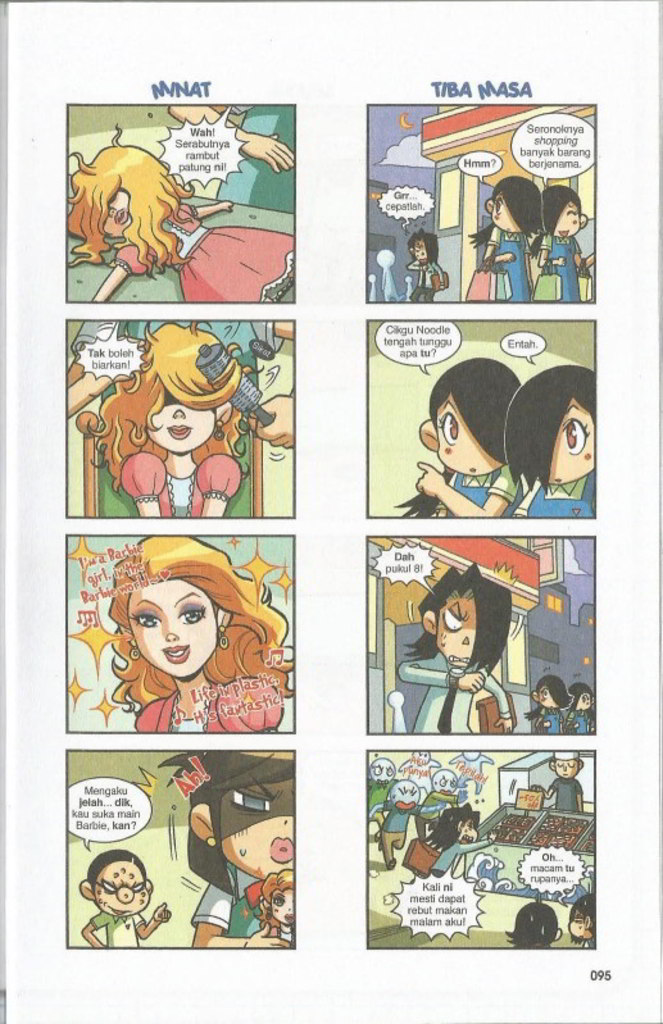 MINAT
Wah!
Serabutnya
rambut
patung ni!
Tak boleh
biarkan!
Sikat
I'm a Barbie
girl, in the
Barbie world~
Life in plastic,
it's fantastic!
Mengaku
jelah... dik,
kau suka main
Barbie, kan?
Ah!
TIBA MASA
Seronoknya
shopping
banyak barang
berjenama.
Hmm?
Grr...
cepatlah.
Cikgu Noodle
tengah tunggu
apa tu?
Entah.
Dah
pukul 8!
Aku
punya!
Tepilah!
Oh...
macam tu
rupanya...
Kali ni
mesti dapat
rebut makan
malam aku!
095